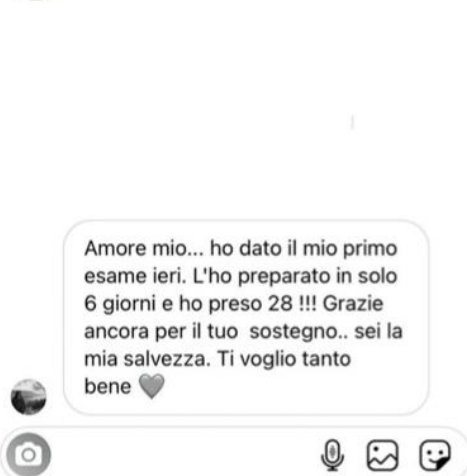 Amore mio... ho dato il mio primo
esame ieri. L'ho preparato in solo
6 giorni e ho preso 28 !!! Grazie
ancora per il tuo  sostegno.. sei la
mia salvezza. Ti voglio tanto
bene 🩶